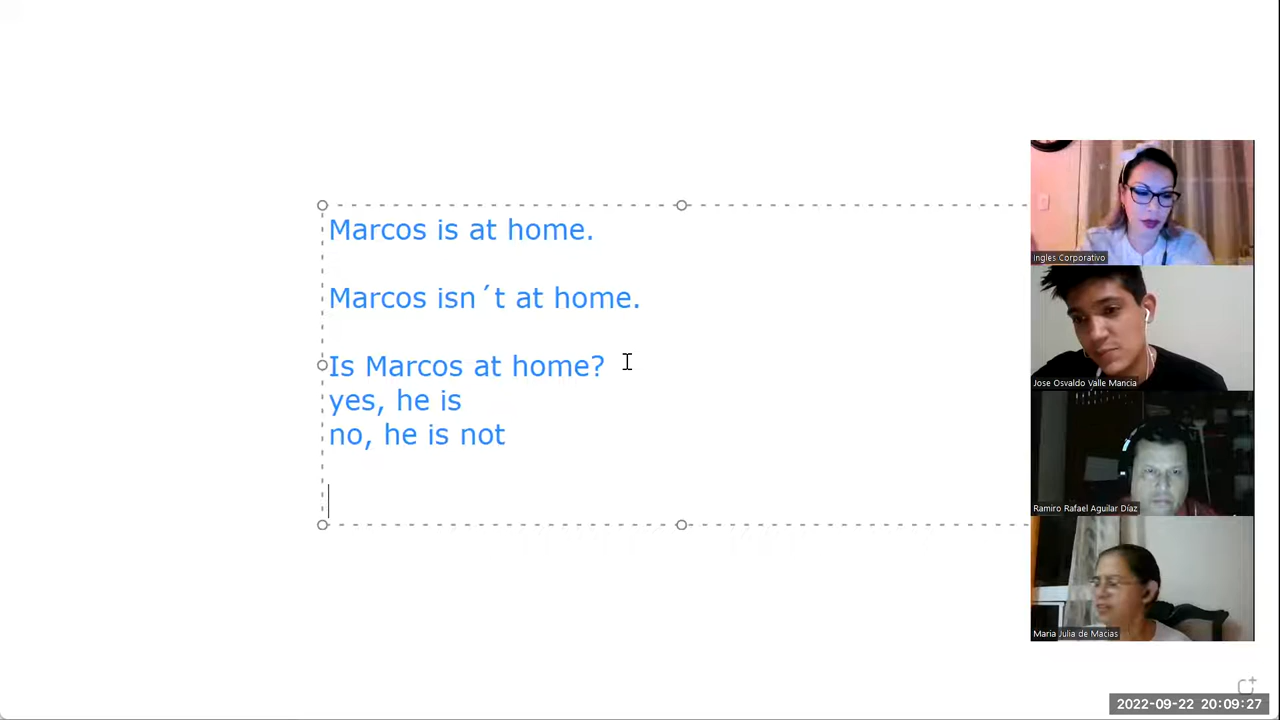 Marcos is at home.
Marcos isn´t at home.
Is Marcos at home?
yes, he is
no, he is not
ingles Corporativo
Jose Osvaldo Valle Mancia
Ramiro Rafael Aguilar Díaz
Maria Julia de Macias
2022-09-22 20:09:27